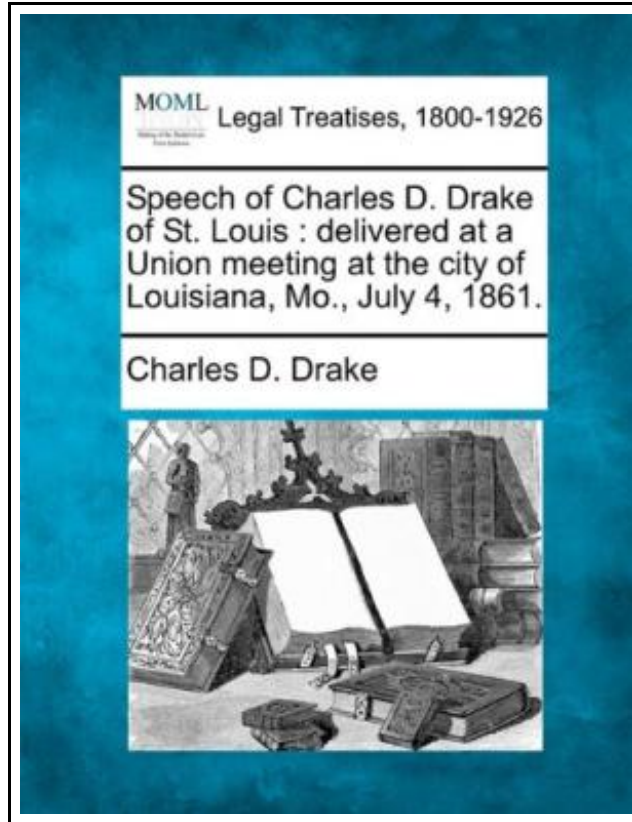 MOML
Legal Treatises, 1800-1926
Speech of Charles D. Drake
of St. Louis : delivered at a
Union meeting at the city of
Louisiana, Mo., July 4, 1861.
Charles D. Drake